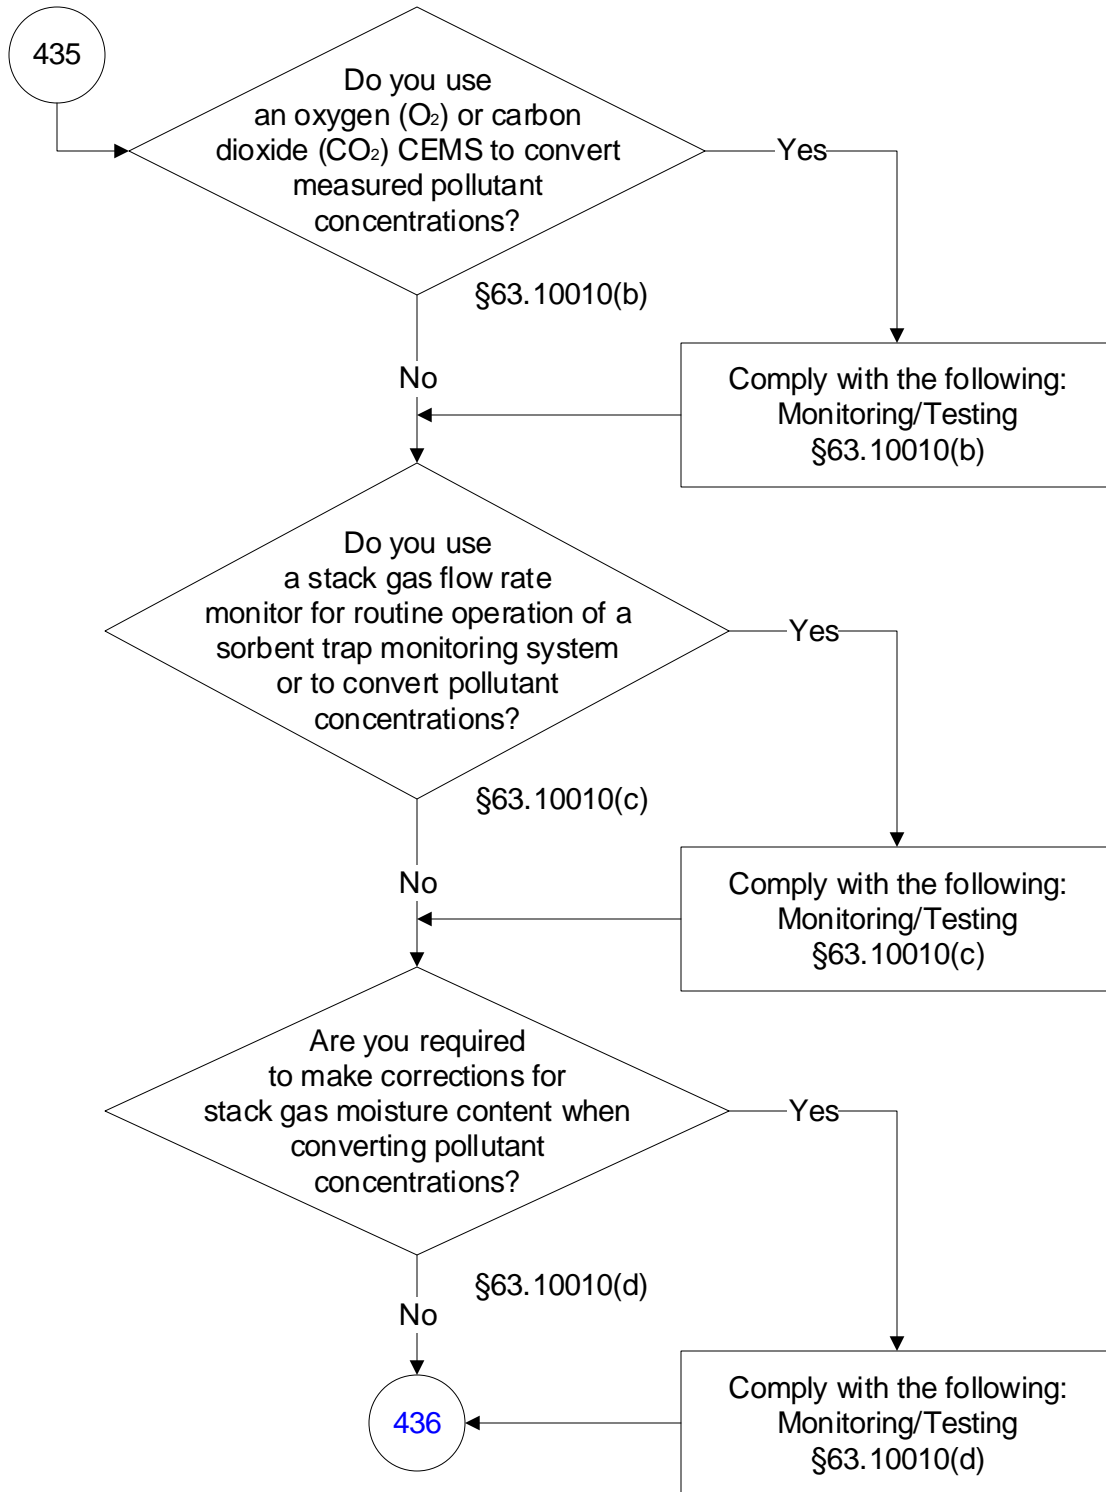 435
Do you use
an oxygen (O₂) or carbon
dioxide (CO₂) CEMS to convert
measured pollutant
concentrations?
Yes
§63.10010(b)
No
Comply with the following:
Monitoring/Testing
§63.10010(b)
Do you use
a stack gas flow rate
monitor for routine operation of a
sorbent trap monitoring system
or to convert pollutant
concentrations?
Yes
§63.10010(c)
No
Comply with the following:
Monitoring/Testing
§63.10010(c)
Are you required
to make corrections for
stack gas moisture content when
converting pollutant
concentrations?
Yes
§63.10010(d)
No
Comply with the following:
Monitoring/Testing
§63.10010(d)
436